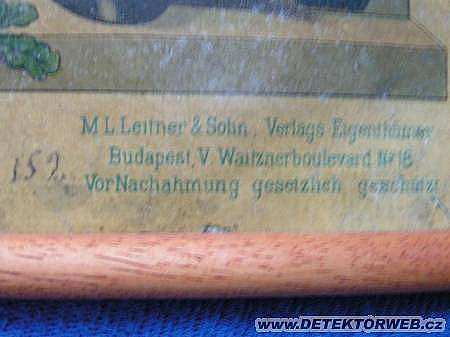 M L Leitner & Sohn, Verlags Eigenthümer
Budapest, V. Waitznerboulevard No 18
Vor Nachahmung gesetzlich geschützt
152
WWW.DETEKTORWEB.CZ